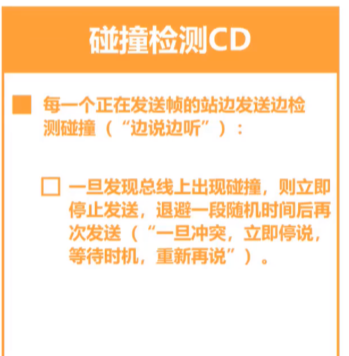 碰撞检测CD
每一个正在发送帧的站边发送边检
测碰撞（“边说边听”）：
一旦发现总线上出现碰撞，则立即
停止发送，退避一段随机时间后再
次发送（“一旦冲突，立即停说，
等待时机，重新再说”）。